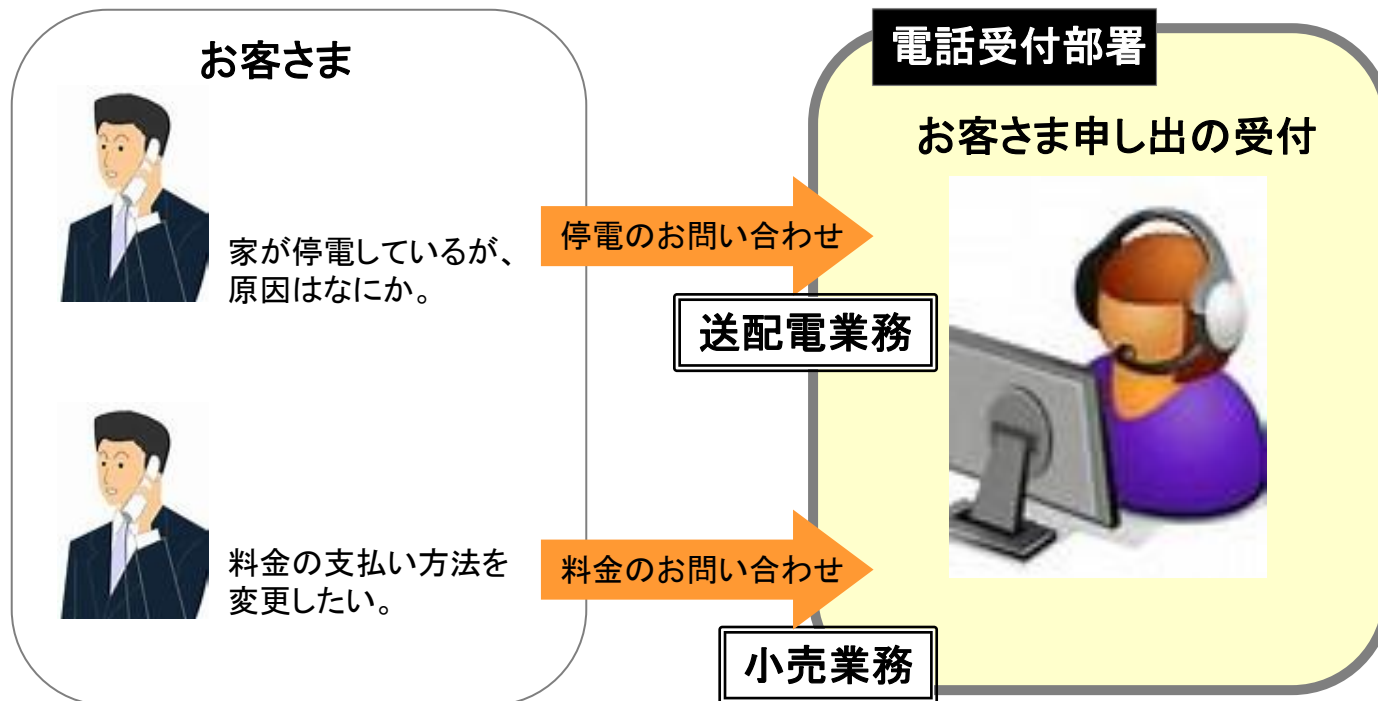 お客さま
電話受付部署
お客さま申し出の受付
家が停電しているが、
原因はなにか。
停電のお問い合わせ
送配電業務
料金の支払い方法を
変更したい。
料金のお問い合わせ
小売業務